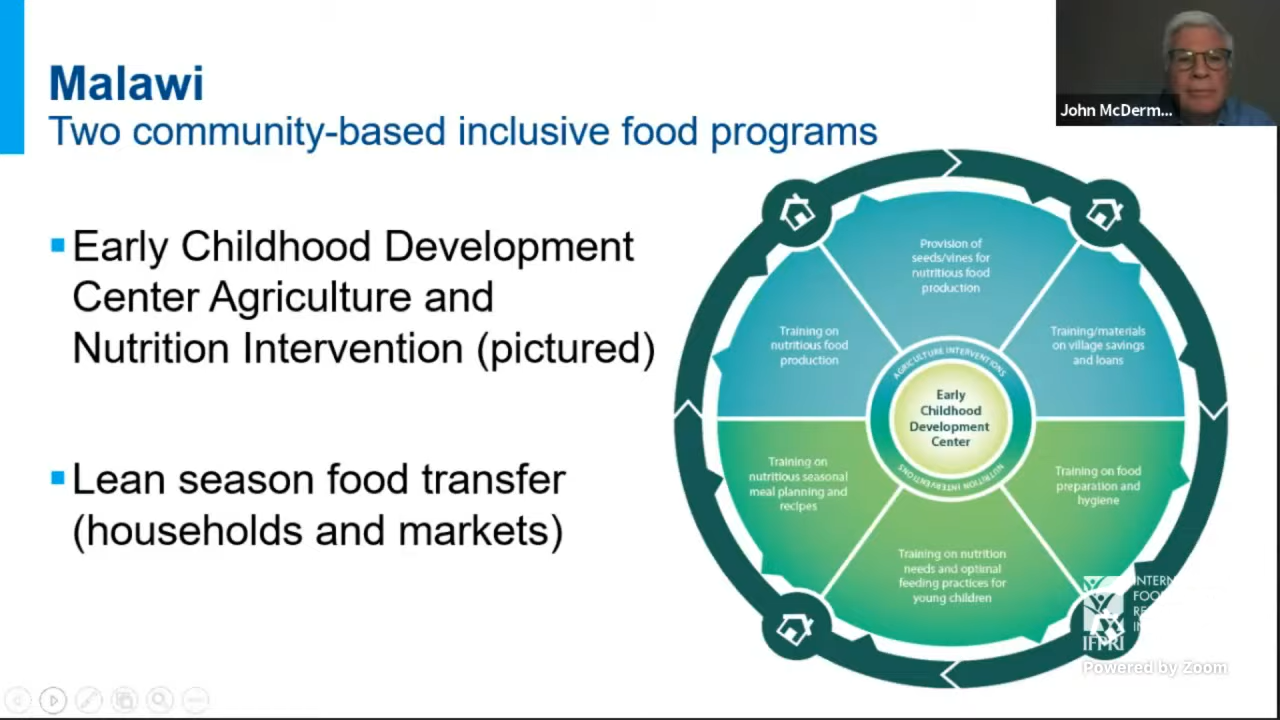 Malawi
Two community-based inclusive food programs
John McDerm...
Early Childhood Development
Center Agriculture and
Nutrition Intervention (pictured)
Lean season food transfer
(households and markets)
Provision of
seeds/vines for
nutritious food
production
Training on
nutritious food
production
Training/materials
on village savings
and loans
AGRICULTURE INTERVENTIONS
Early
Childhood
Development
Center
NUTRITION INTERVENTIONS
Training on
nutritious seasonal
meal planning and
recipes
Training on food
preparation and
hygiene
Training on nutrition
needs and optimal
feeding practices for
young children
INTERN
FOO
RE
IN
IFPRI
Powered by Zoom